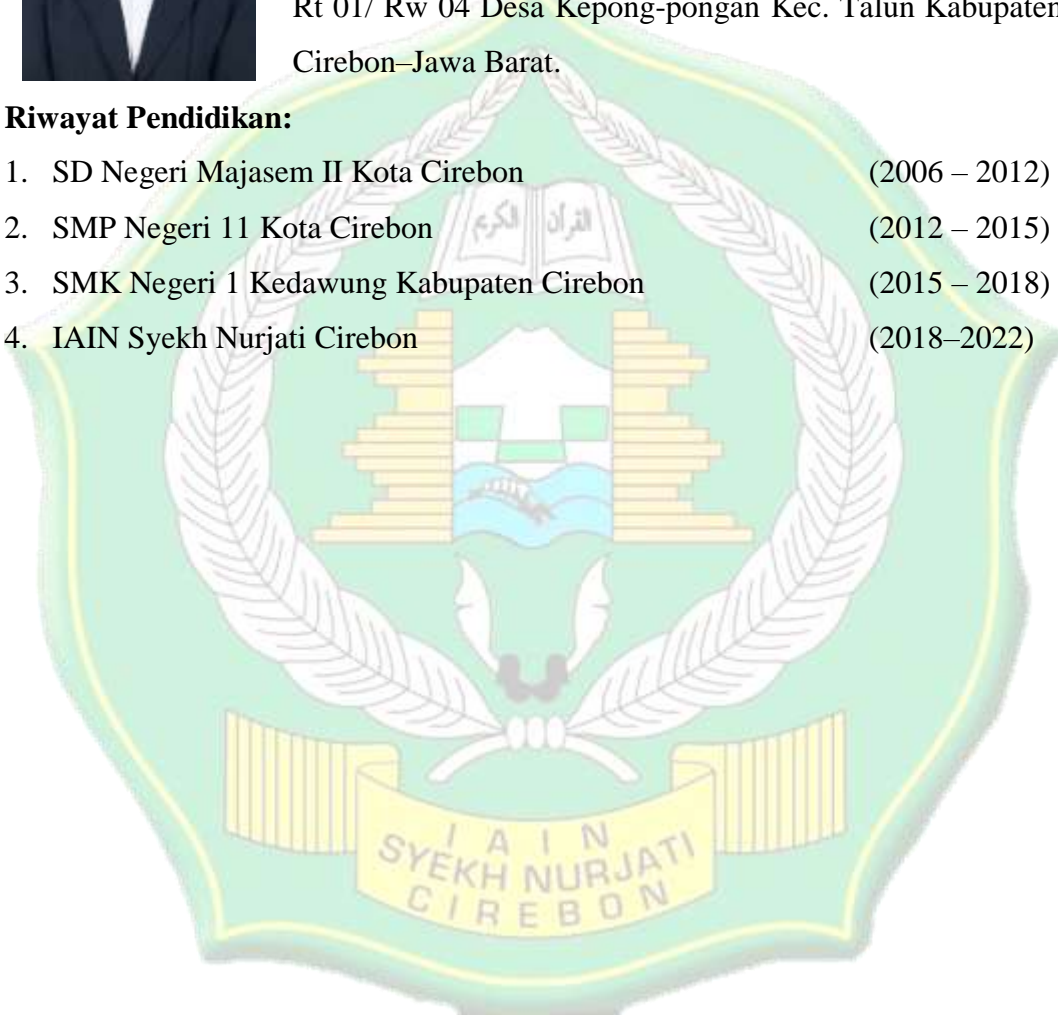 Rt 01/ Rw 04 Desa Kepong-pongan Kec. Talun Kabupaten
Cirebon–Jawa Barat.
Riwayat Pendidikan:
1. SD Negeri Majasem II Kota Cirebon (2006 – 2012)
2. SMP Negeri 11 Kota Cirebon (2012 – 2015)
3. SMK Negeri 1 Kedawung Kabupaten Cirebon (2015 – 2018)
4. IAIN Syekh Nurjati Cirebon (2018–2022)
القرآن الكريم
I A I N
SYEKH NURJATI
CIREBON